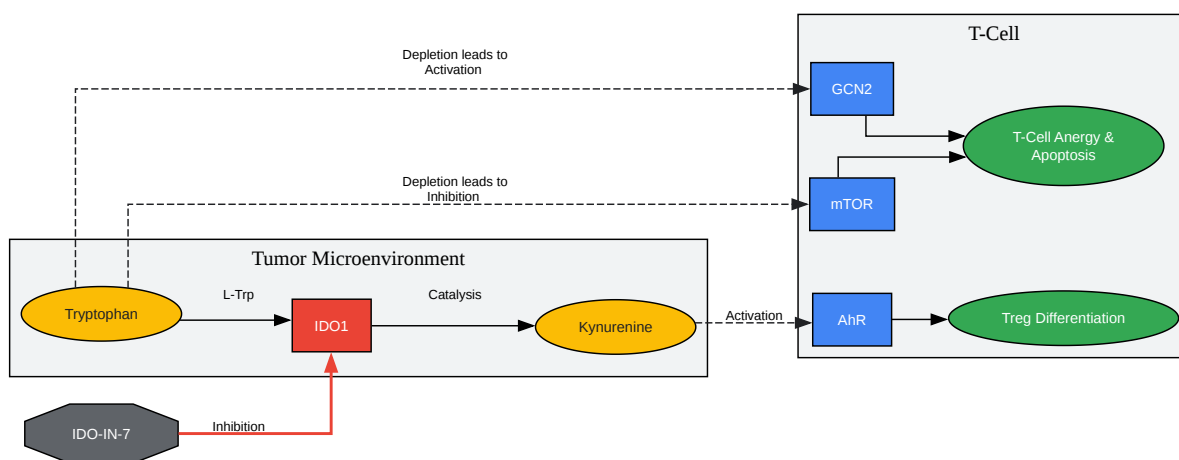 T-Cell
Depletion leads to
Activation
GCN2
T-Cell Anergy &
Apoptosis
Depletion leads to
Inhibition
mTOR
Tumor Microenvironment
Tryptophan
L-Trp
IDO1
Catalysis
Kynurenine
Activation
AhR
Treg Differentiation
IDO-IN-7
Inhibition